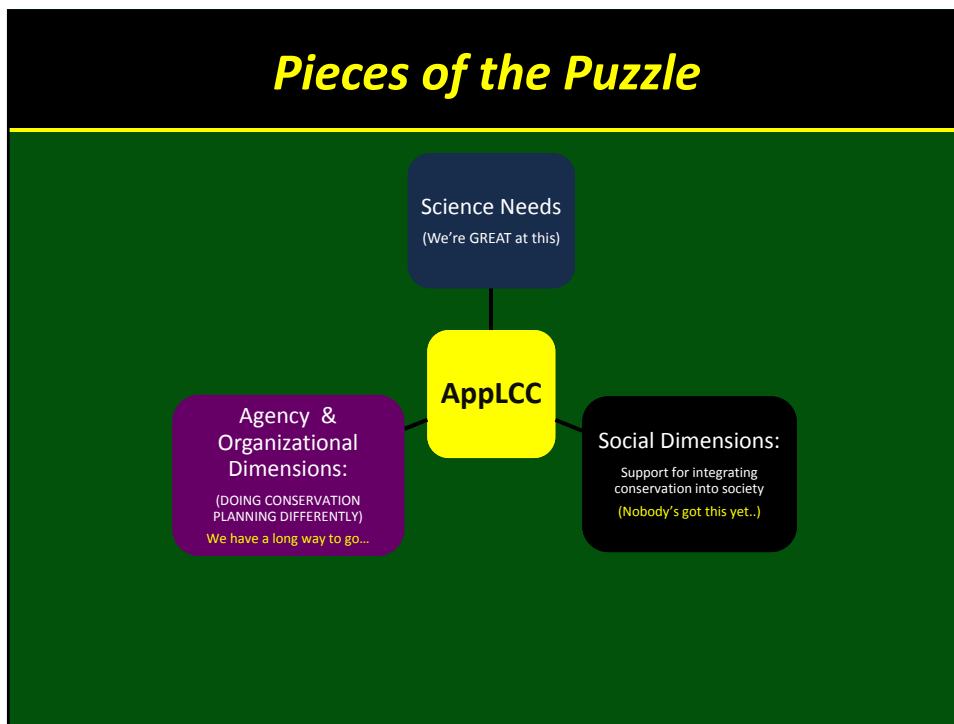 Pieces of the Puzzle
Science Needs
(We're GREAT at this)
AppLCC
Agency &
Organizational
Dimensions:
(DOING CONSERVATION
PLANNING DIFFERENTLY)
We have a long way to go…
Social Dimensions:
Support for integrating
conservation into society
(Nobody's got this yet..)